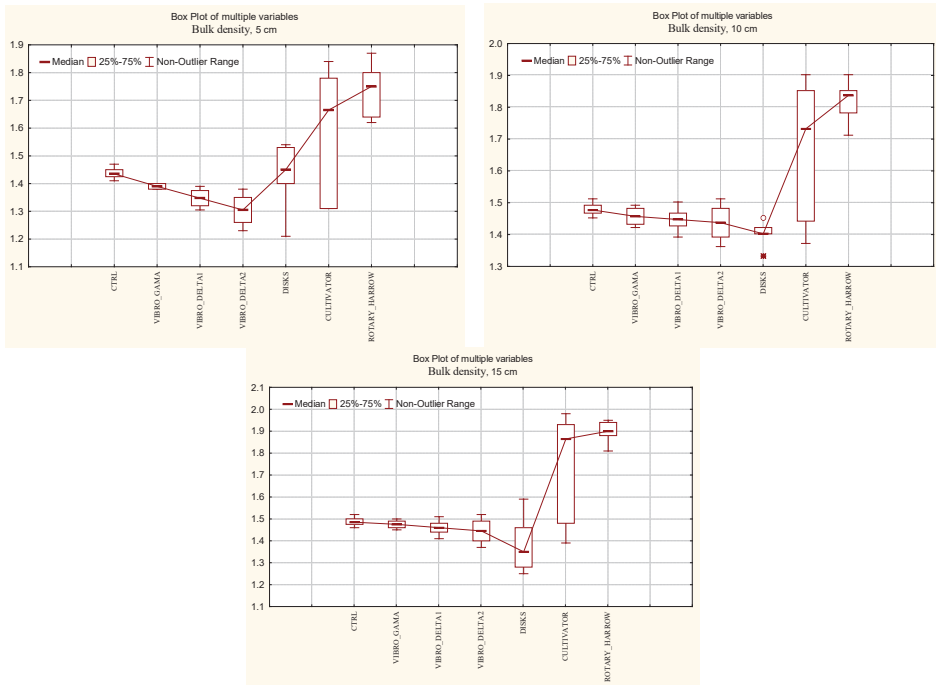 Box Plot of multiple variables
Bulk density, 5 cm
Median 25%-75% Non-Outlier Range
1.9
1.8
1.7
1.6
1.5
1.4
1.3
1.2
1.1
CTRL
VIBRO_GAMA
VIBRO_DELTA1
VIBRO_DELTA2
DISKS
CULTIVATOR
ROTARY_HARROW
Box Plot of multiple variables
Bulk density, 10 cm
Median 25%-75% Non-Outlier Range
2.0
1.9
1.8
1.7
1.6
1.5
1.4
1.3
CTRL
VIBRO_GAMA
VIBRO_DELTA1
VIBRO_DELTA2
DISKS
CULTIVATOR
ROTARY_HARROW
Box Plot of multiple variables
Bulk density, 15 cm
Median 25%-75% Non-Outlier Range
2.1
2.0
1.9
1.8
1.7
1.6
1.5
1.4
1.3
1.2
1.1
CTRL
VIBRO_GAMA
VIBRO_DELTA1
VIBRO_DELTA2
DISKS
CULTIVATOR
ROTARY_HARROW